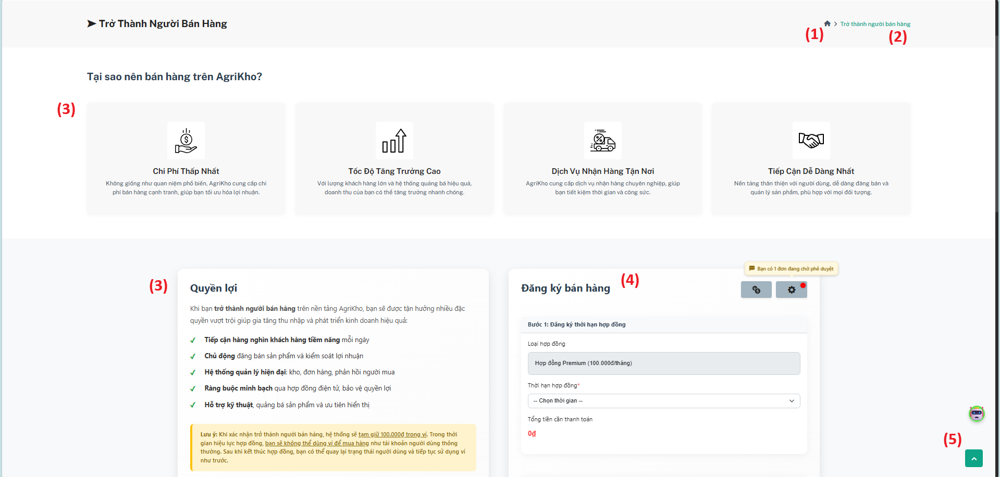 ➤ Trở Thành Người Bán Hàng
Trở thành người bán hàng
(1)
(2)
Tại sao nên bán hàng trên AgriKho?
(3)
Chi Phí Thấp Nhất
Không giống như quan niệm phổ biến, AgriKho cung cấp chi
phí bán hàng cạnh tranh, giúp bạn tối ưu hóa lợi nhuận.
Tốc Độ Tăng Trưởng Cao
Với lượng khách hàng lớn và hệ thống quảng bá hiệu quả,
doanh thu của bạn có thể tăng trưởng nhanh chóng.
Dịch Vụ Nhận Hàng Tận Nơi
AgriKho cung cấp dịch vụ nhận hàng chuyên nghiệp, giúp
bạn tiết kiệm thời gian và công sức.
Tiếp Cận Dễ Dàng Nhất
Nền tảng thân thiện với người dùng, dễ dàng đăng bán và
quản lý sản phẩm, phù hợp với mọi đối tượng.
(3)
Quyền lợi
Khi bạn trở thành người bán hàng trên nền tảng AgriKho, bạn sẽ được tận hưởng nhiều đặc
quyền vượt trội giúp gia tăng thu nhập và phát triển kinh doanh hiệu quả:
Tiếp cận hàng nghìn khách hàng tiềm năng mỗi ngày
Chủ động đăng bán sản phẩm và kiểm soát lợi nhuận
Hệ thống quản lý hiện đại: kho, đơn hàng, phản hồi người mua
Ràng buộc minh bạch qua hợp đồng điện tử, bảo vệ quyền lợi
Hỗ trợ kỹ thuật, quảng bá sản phẩm và ưu tiên hiển thị
Lưu ý: Khi xác nhận trở thành người bán hàng, hệ thống sẽ tạm giữ 100.000₫ trong ví. Trong thời
gian hiệu lực hợp đồng, bạn sẽ không thể dùng ví để mua hàng như tài khoản người dùng thông
thường. Sau khi kết thúc hợp đồng, bạn có thể quay lại trạng thái người dùng và tiếp tục sử dụng ví
như trước.
(4)
Đăng ký bán hàng
Bạn có 1 đơn đang chờ phê duyệt
Bước 1: Đăng ký thời hạn hợp đồng
Loại hợp đồng
Hợp đồng Premium (100.000đ/tháng)
Thời hạn hợp đồng*
-- Chọn thời gian --
Tổng tiền cần thanh toán
0₫
(5)